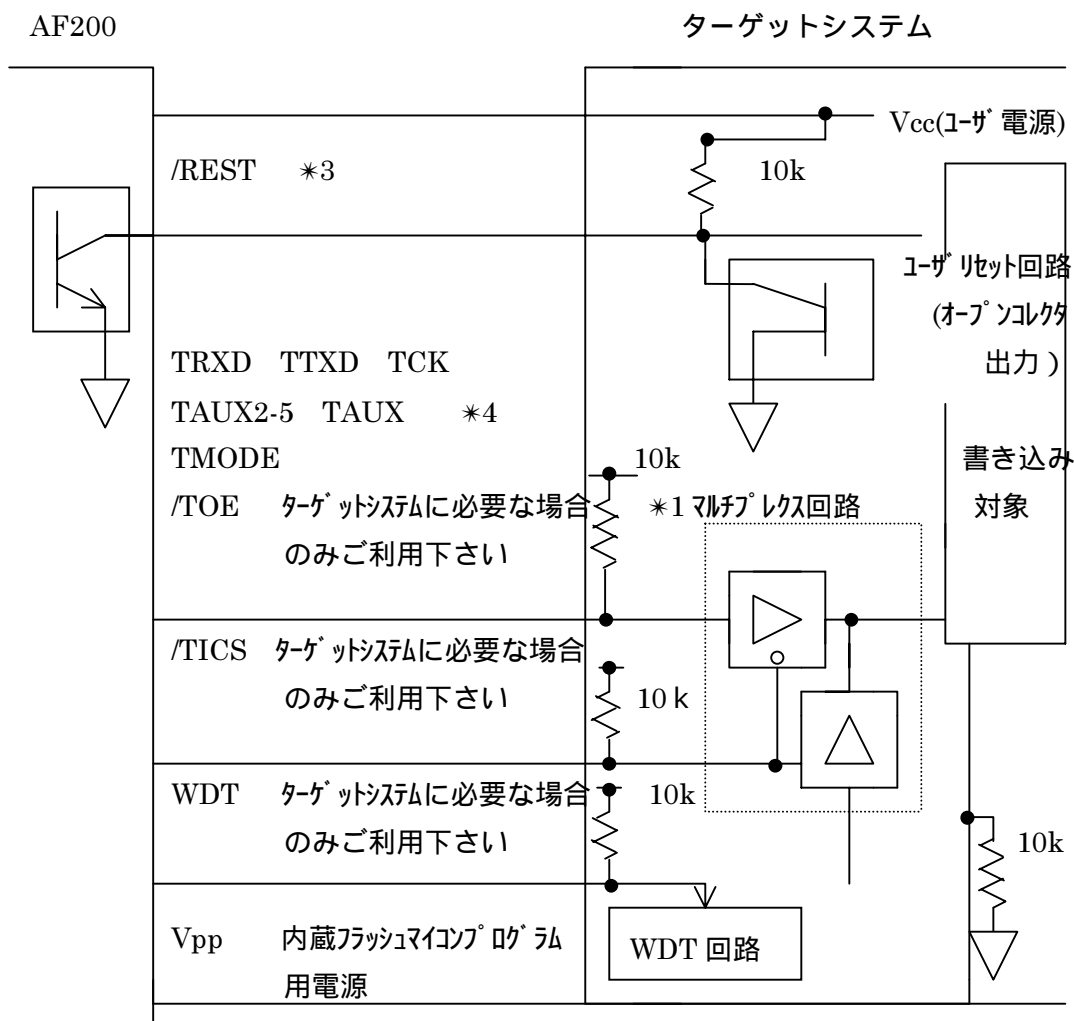 AF200
ターゲットシステム
Vcc(ﾕｰｻﾞ電源)
/REST ＊3
10k
ﾕｰｻﾞﾘｾｯﾄ回路
(ｵｰﾌﾟﾝｺﾚｸﾀ
出力)
TRXD TTXD TCK
TAUX2-5 TAUX ＊4
TMODE
10k
書き込み
対象
/TOE ﾀｰｹﾞｯﾄｼｽﾃﾑに必要な場合
のみご利用下さい
＊1 ﾏﾙﾁﾌﾟﾚｸｽ回路
/TICS ﾀｰｹﾞｯﾄｼｽﾃﾑに必要な場合
のみご利用下さい
10ｋ
WDT ﾀｰｹﾞｯﾄｼｽﾃﾑに必要な場合
のみご利用下さい
10k
10k
Vpp 内蔵ﾌﾗｯｼｭﾏｲｺﾝﾌﾟﾛｸﾞﾗﾑ
用電源
WDT 回路